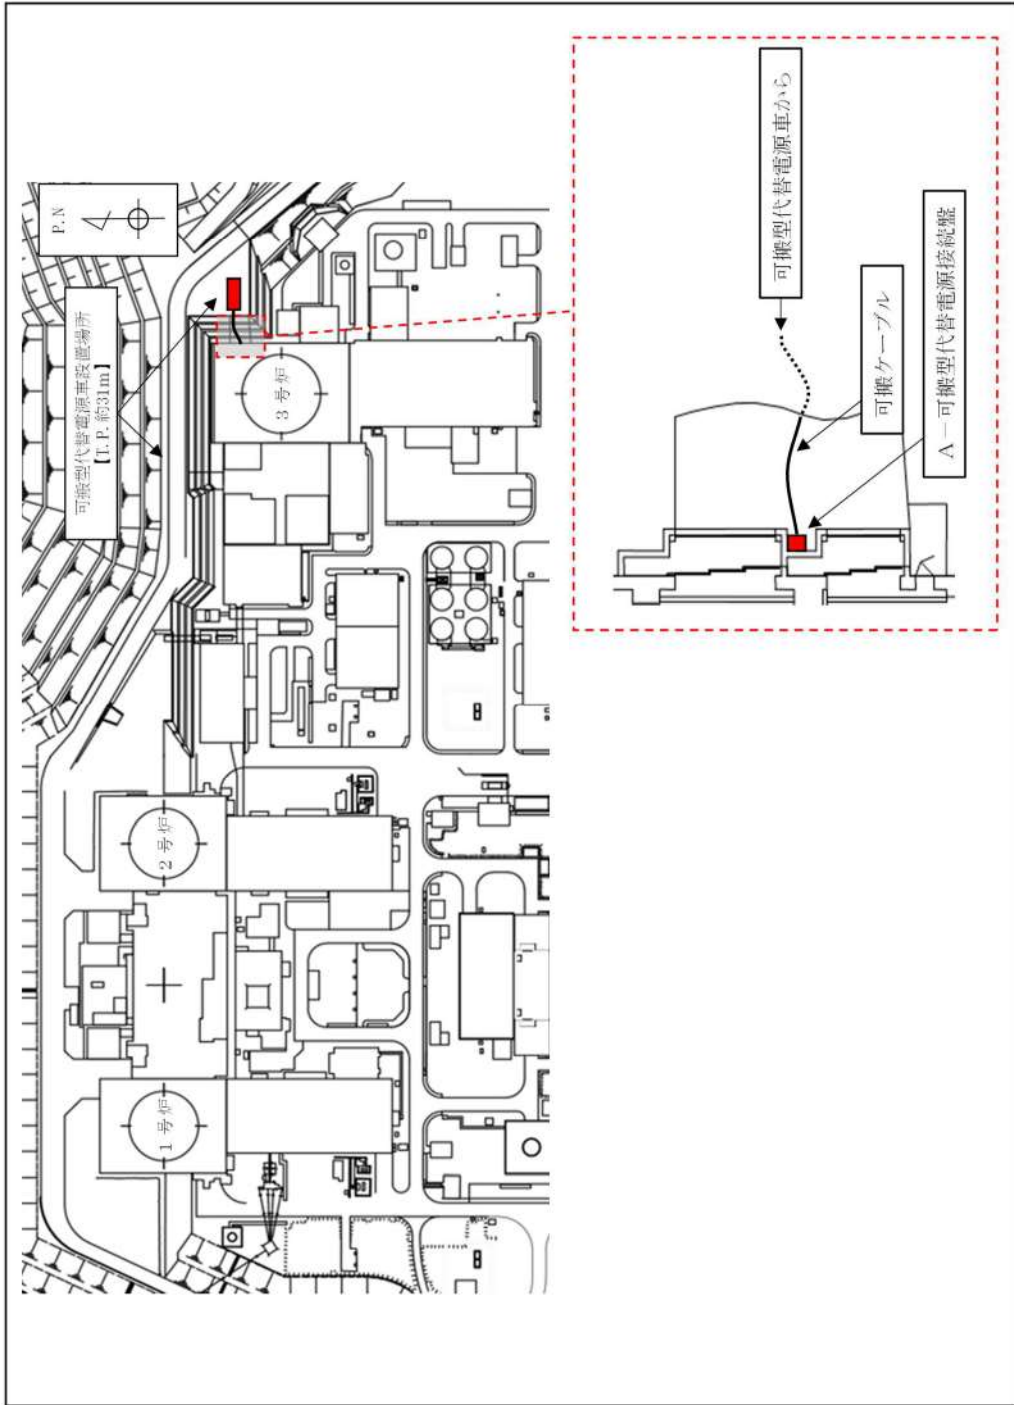 P.N
可搬型代替電源車設置場所
【T.P. 約31m】
3号炉
2号炉
1号炉
可搬型代替電源車から
可搬ケーブル
A－可搬型代替電源接続盤